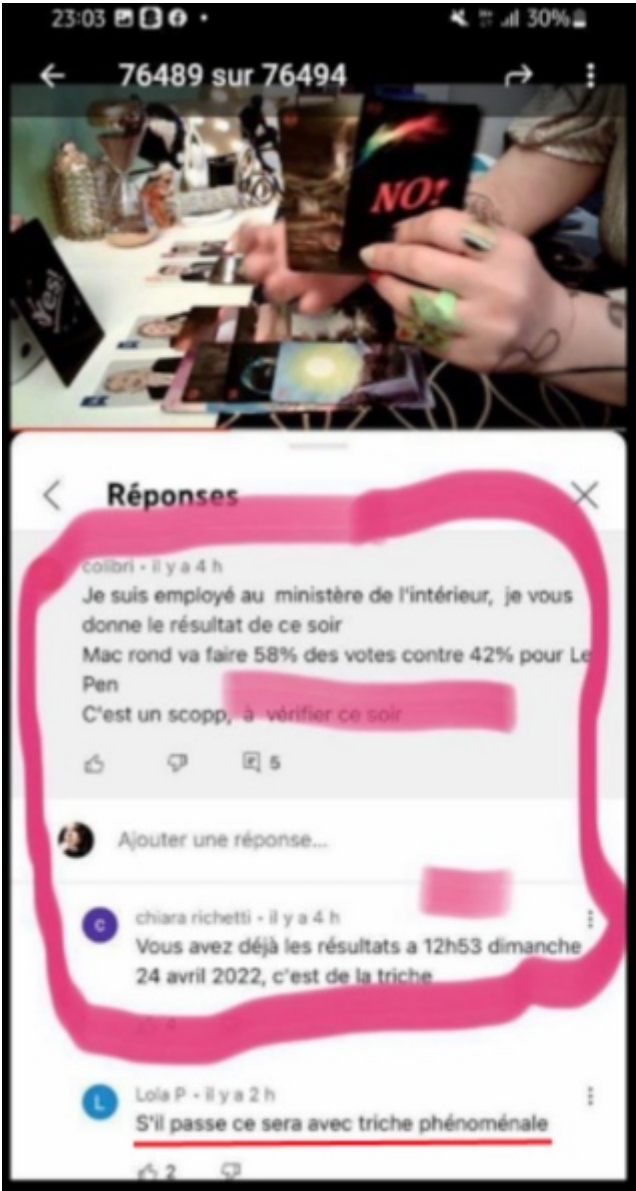 23:03
30%
76489 sur 76494
NO!
Yes!
Réponses
colibri • il y a 4 h
Je suis employé au ministère de l'intérieur, je vous
donne le résultat de ce soir
Mac rond va faire 58% des votes contre 42% pour Le
Pen
C'est un scopp, à vérifier ce soir
5
Ajouter une réponse...
C
chiara richetti • il y a 4 h
Vous avez déjà les résultats a 12h53 dimanche
24 avril 2022, c'est de la triche
4
L
Lola P • il y a 2 h
S'il passe ce sera avec triche phénoménale
2